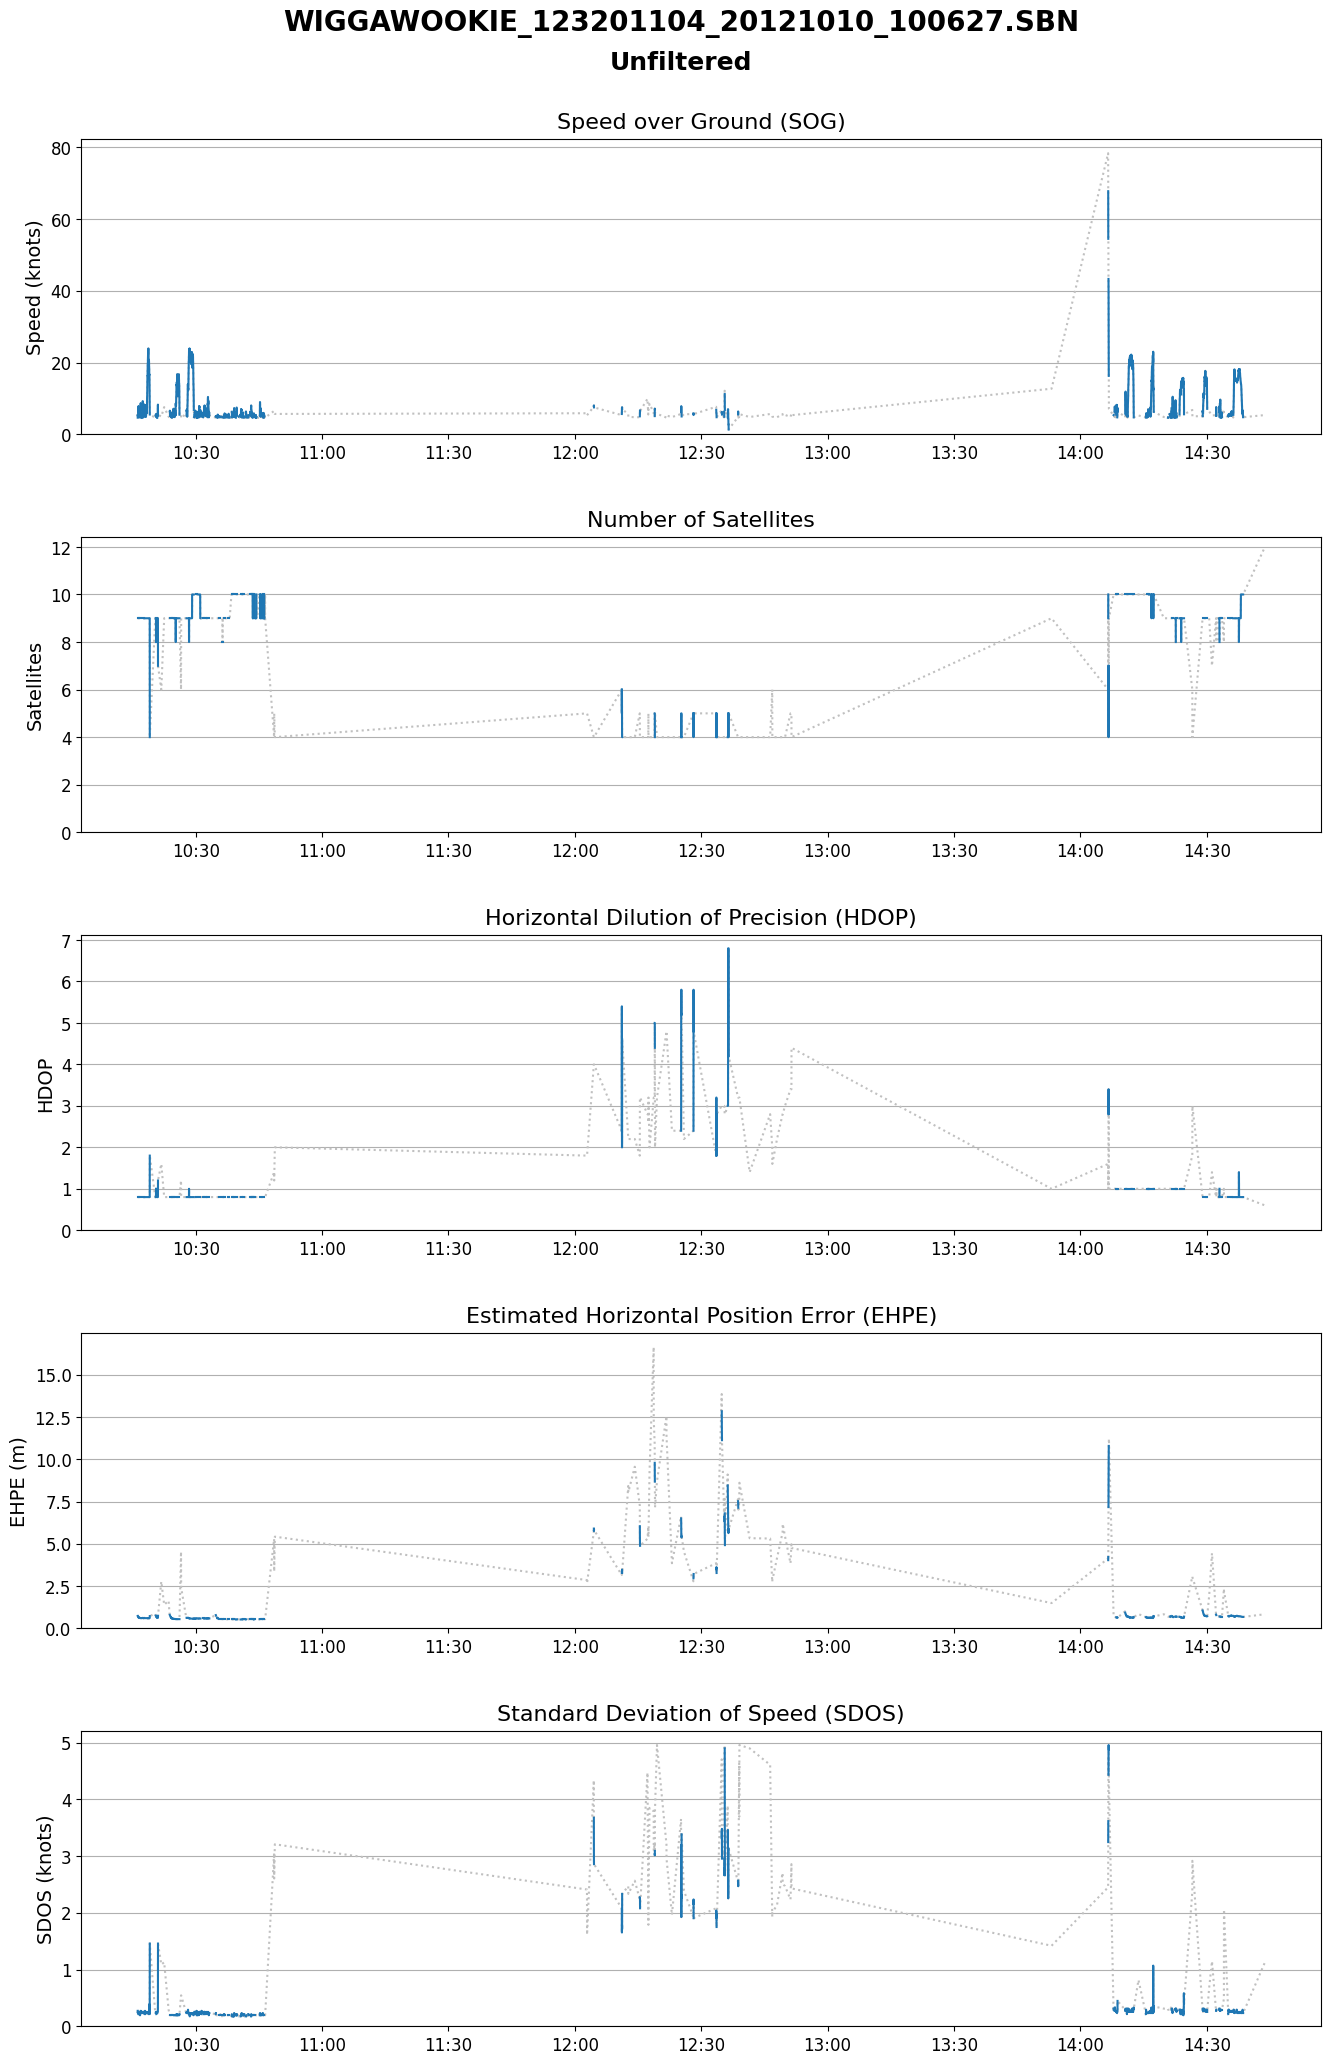 WIGGAWOOKIE_123201104_20121010_100627.SBN
Unfiltered
Speed over Ground (SOG)
80
60
40
20
0
Speed (knots)
10:30 11:00 11:30 12:00 12:30 13:00 13:30 14:00 14:30
Number of Satellites
12
10
8
6
4
2
0
Satellites
10:30 11:00 11:30 12:00 12:30 13:00 13:30 14:00 14:30
Horizontal Dilution of Precision (HDOP)
7
6
5
4
3
2
1
0
HDOP
10:30 11:00 11:30 12:00 12:30 13:00 13:30 14:00 14:30
Estimated Horizontal Position Error (EHPE)
15.0
12.5
10.0
7.5
5.0
2.5
0.0
EHPE (m)
10:30 11:00 11:30 12:00 12:30 13:00 13:30 14:00 14:30
Standard Deviation of Speed (SDOS)
5
4
3
2
1
0
SDOS (knots)
10:30 11:00 11:30 12:00 12:30 13:00 13:30 14:00 14:30